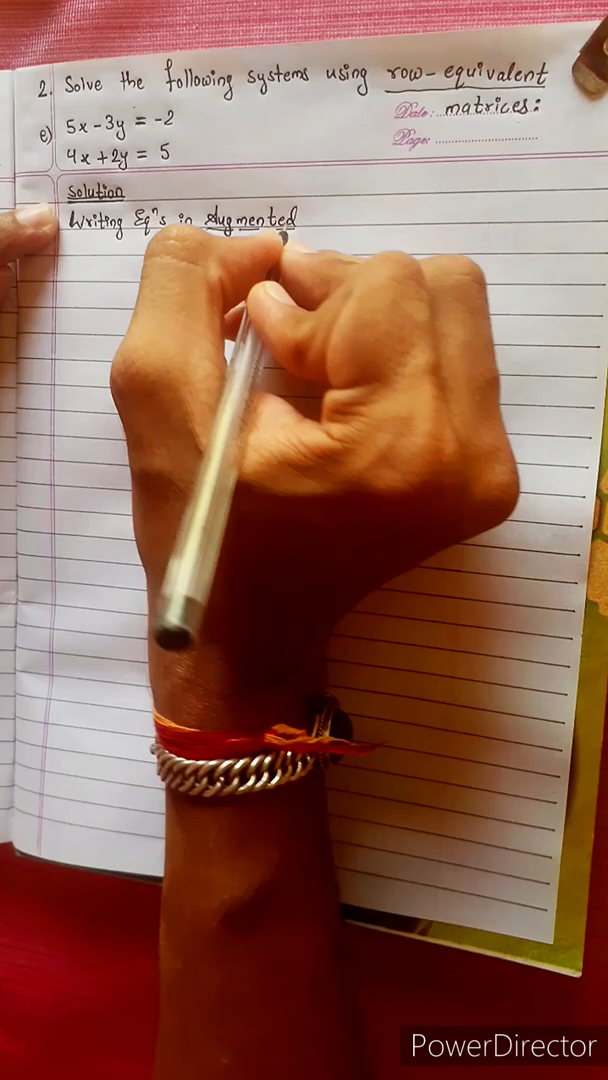 2. Solve the following systems using row-equivalent
Date: matrices:
e) 5x - 3y = -2
Page:
4x + 2y = 5
Solution
Writing Eqⁿs in Augmented
PowerDirector